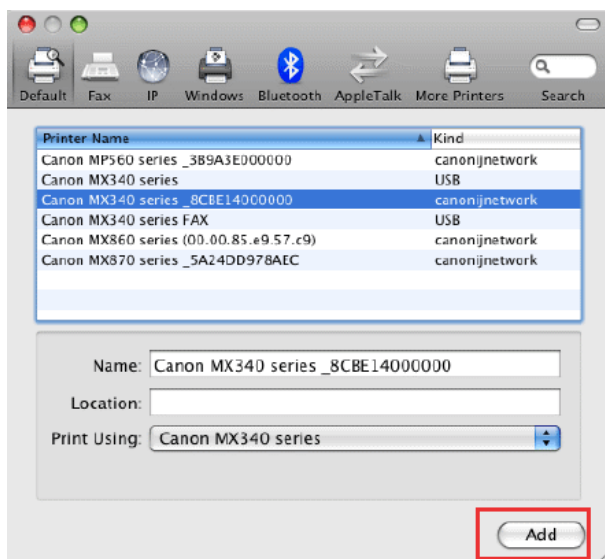 Default Fax IP Windows Bluetooth AppleTalk More Printers Search
Printer Name Kind
Canon MP560 series _3B9A3E000000 canonijnetwork
Canon MX340 series USB
Canon MX340 series _8CBE14000000 canonijnetwork
Canon MX340 series FAX USB
Canon MX860 series (00.00.85.e9.57.c9) canonijnetwork
Canon MX870 series _5A24DD978AEC canonijnetwork
Name: Canon MX340 series _8CBE14000000
Location:
Print Using: Canon MX340 series
Add